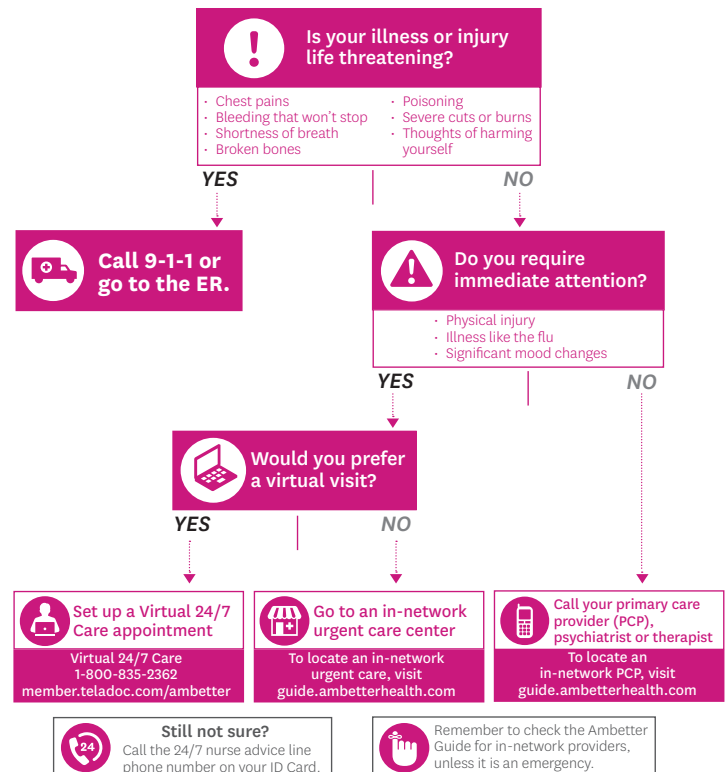 Is your illness or injury
life threatening?
· Chest pains
· Bleeding that won't stop
· Shortness of breath
· Broken bones
· Poisoning
· Severe cuts or burns
· Thoughts of harming
yourself
YES
NO
Call 9-1-1 or
go to the ER.
Do you require
immediate attention?
· Physical injury
· Illness like the flu
· Significant mood changes
YES
NO
Would you prefer
a virtual visit?
YES
NO
Set up a Virtual 24/7
Care appointment
Virtual 24/7 Care
1-800-835-2362
member.teladoc.com/ambetter
Go to an in-network
urgent care center
To locate an in-network
urgent care, visit
guide.ambetterhealth.com
Call your primary care
provider (PCP),
psychiatrist or therapist
To locate an
in-network PCP, visit
guide.ambetterhealth.com
24
Still not sure?
Call the 24/7 nurse advice line
phone number on your ID Card.
Remember to check the Ambetter
Guide for in-network providers,
unless it is an emergency.